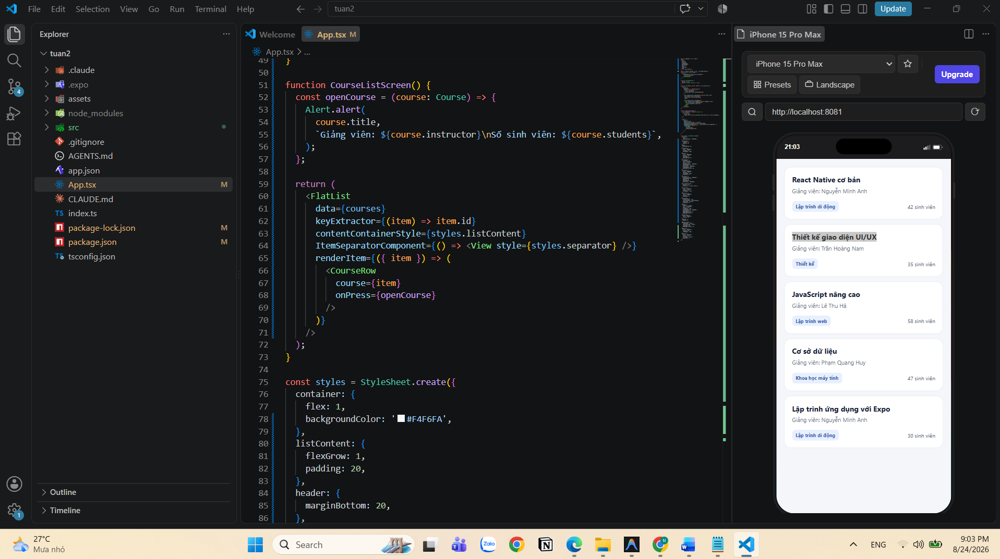 File Edit Selection View Go Run Terminal Help
tuan2
Update
Explorer
tuan2
.claude
.expo
assets
node_modules
src
.gitignore
AGENTS.md
app.json
App.tsx M
CLAUDE.md
TS index.ts
package-lock.json M
package.json M
TS tsconfig.json
Outline
Timeline
4
1
Welcome App.tsx M
App.tsx > ...
49 }
50
51 function CourseListScreen() {
52 const openCourse = (course: Course) => {
53 Alert.alert(
54 course.title,
55 `Giảng viên: ${course.instructor}\nSố sinh viên: ${course.students}`,
56 );
57 };
58
59 return (
60 <FlatList
61 data={courses}
62 keyExtractor={(item) => item.id}
63 contentContainerStyle={styles.listContent}
64 ItemSeparatorComponent={() => <View style={styles.separator} />}
65 renderItem={({ item }) => (
66 <CourseRow
67 course={item}
68 onPress={openCourse}
69 />
70 )}
71 />
72 );
73 }
74
75 const styles = StyleSheet.create({
76 container: {
77 flex: 1,
78 backgroundColor: '#F4F6FA',
79 },
80 listContent: {
81 flexGrow: 1,
82 padding: 20,
83 },
84 header: {
85 marginBottom: 20,
86 },
iPhone 15 Pro Max
iPhone 15 Pro Max
Upgrade
Presets Landscape
http://localhost:8081
21:03
React Native cơ bản
Giảng viên: Nguyễn Minh Anh
Lập trình di động 42 sinh viên
Thiết kế giao diện UI/UX
Giảng viên: Trần Hoàng Nam
Thiết kế 35 sinh viên
JavaScript nâng cao
Giảng viên: Lê Thu Hà
Lập trình web 58 sinh viên
Cơ sở dữ liệu
Giảng viên: Phạm Quang Huy
Khoa học máy tính 47 sinh viên
Lập trình ứng dụng với Expo
Giảng viên: Nguyễn Minh Anh
Lập trình di động 30 sinh viên
27°C
Mưa nhỏ
Search
Zalo
ENG
9:03 PM
8/24/2026